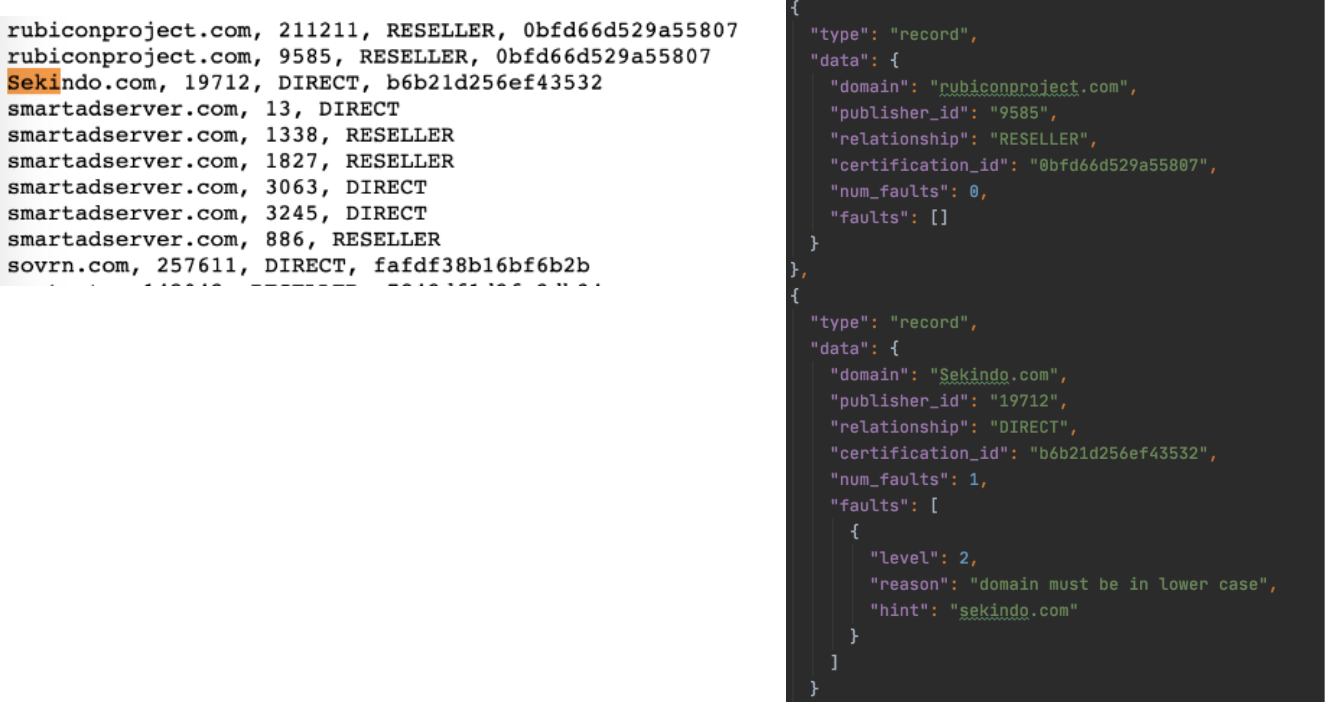 rubiconproject.com, 211211, RESELLER, 0bfd66d529a55807
rubiconproject.com, 9585, RESELLER, 0bfd66d529a55807
Sekindo.com, 19712, DIRECT, b6b21d256ef43532
smartadserver.com, 13, DIRECT
smartadserver.com, 1338, RESELLER
smartadserver.com, 1827, RESELLER
smartadserver.com, 3063, DIRECT
smartadserver.com, 3245, DIRECT
smartadserver.com, 886, RESELLER
sovrn.com, 257611, DIRECT, fafdf38b16bf6b2b
{
"type": "record",
"data": {
"domain": "rubiconproject.com",
"publisher_id": "9585",
"relationship": "RESELLER",
"certification_id": "0bfd66d529a55807",
"num_faults": 0,
"faults": []
}
},
{
"type": "record",
"data": {
"domain": "Sekindo.com",
"publisher_id": "19712",
"relationship": "DIRECT",
"certification_id": "b6b21d256ef43532",
"num_faults": 1,
"faults": [
{
"level": 2,
"reason": "domain must be in lower case",
"hint": "sekindo.com"
}
]
}